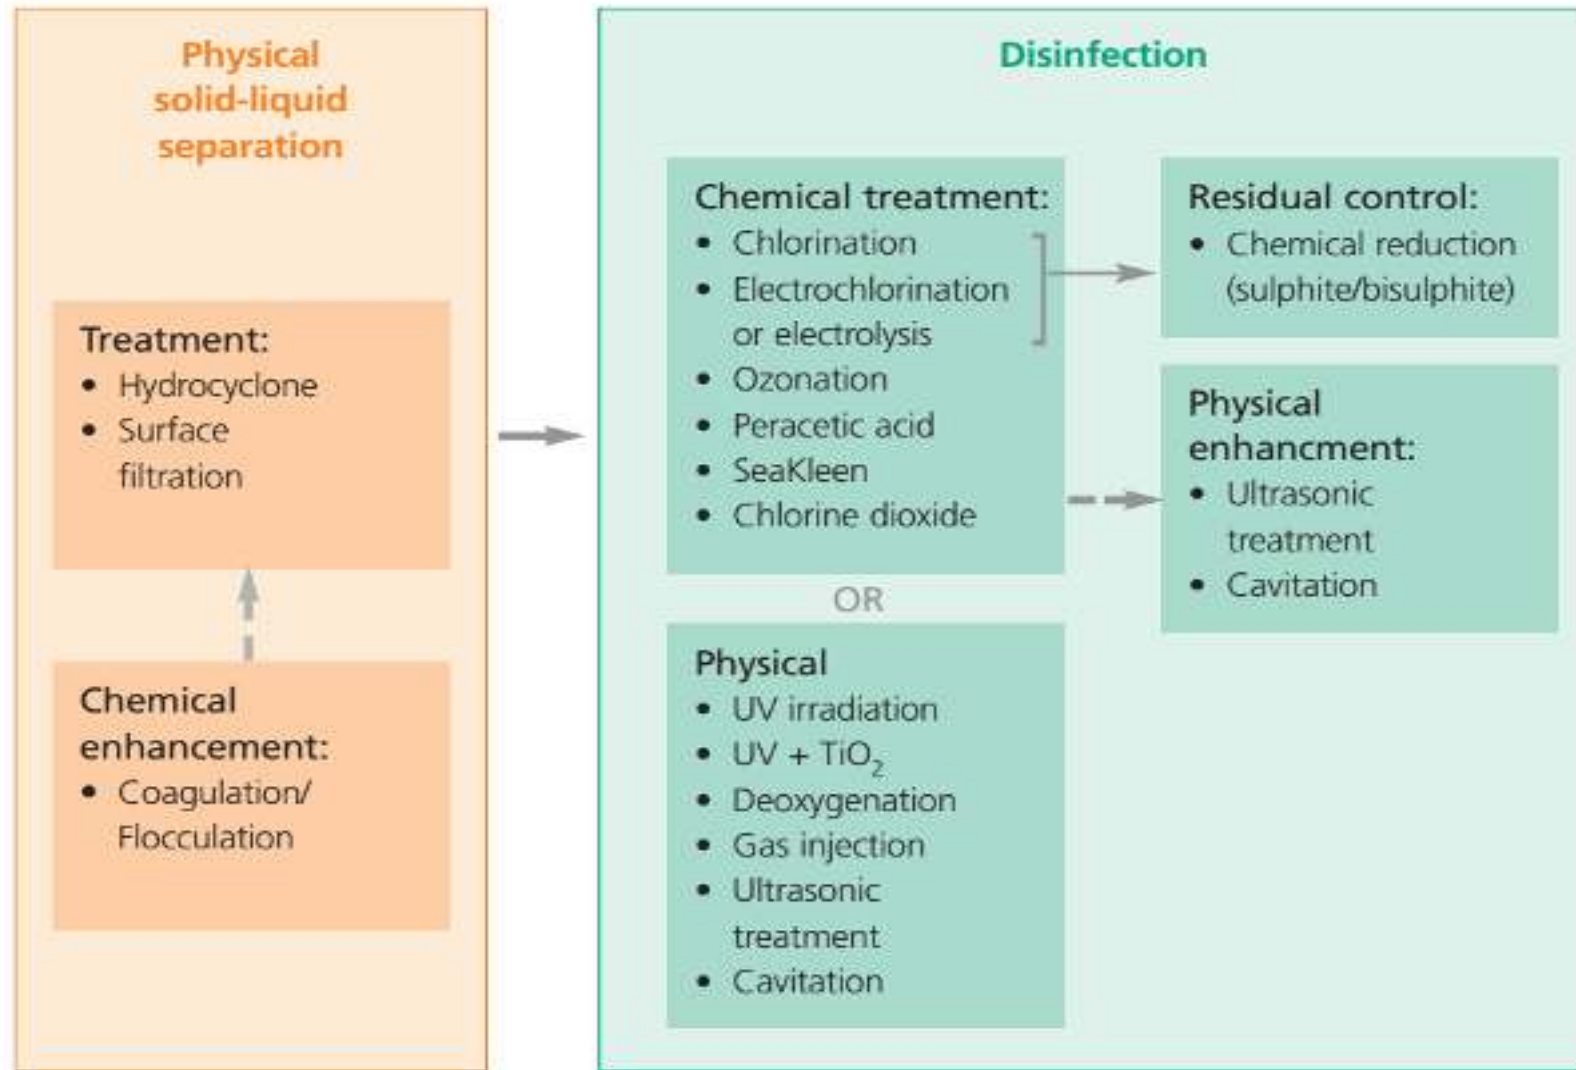 Physical
solid-liquid
separation
Treatment:
• Hydrocyclone
• Surface
filtration
Chemical
enhancement:
• Coagulation/
Flocculation
Disinfection
Chemical treatment:
• Chlorination
• Electrochlorination
or electrolysis
• Ozonation
• Peracetic acid
• SeaKleen
• Chlorine dioxide
OR
Physical
• UV irradiation
• UV + TiO₂
• Deoxygenation
• Gas injection
• Ultrasonic
treatment
• Cavitation
Residual control:
• Chemical reduction
(sulphite/bisulphite)
Physical
enhancment:
• Ultrasonic
treatment
• Cavitation